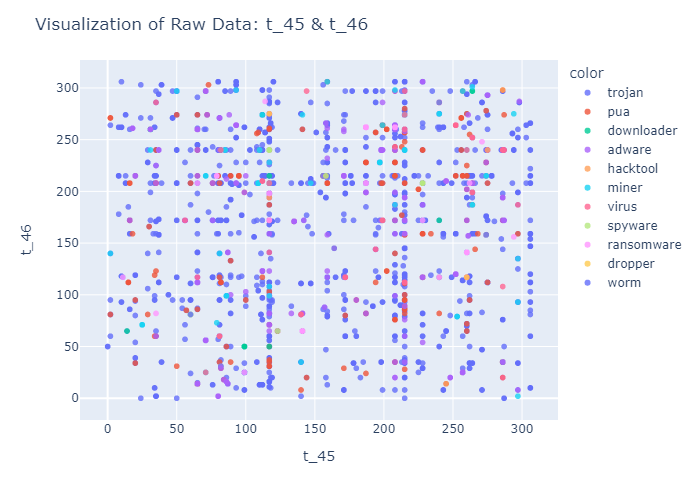 Visualization of Raw Data: t_45 & t_46
color
trojan
pua
downloader
adware
hacktool
miner
virus
spyware
ransomware
dropper
worm
t_46
300
250
200
150
100
50
0
0 50 100 150 200 250 300
t_45